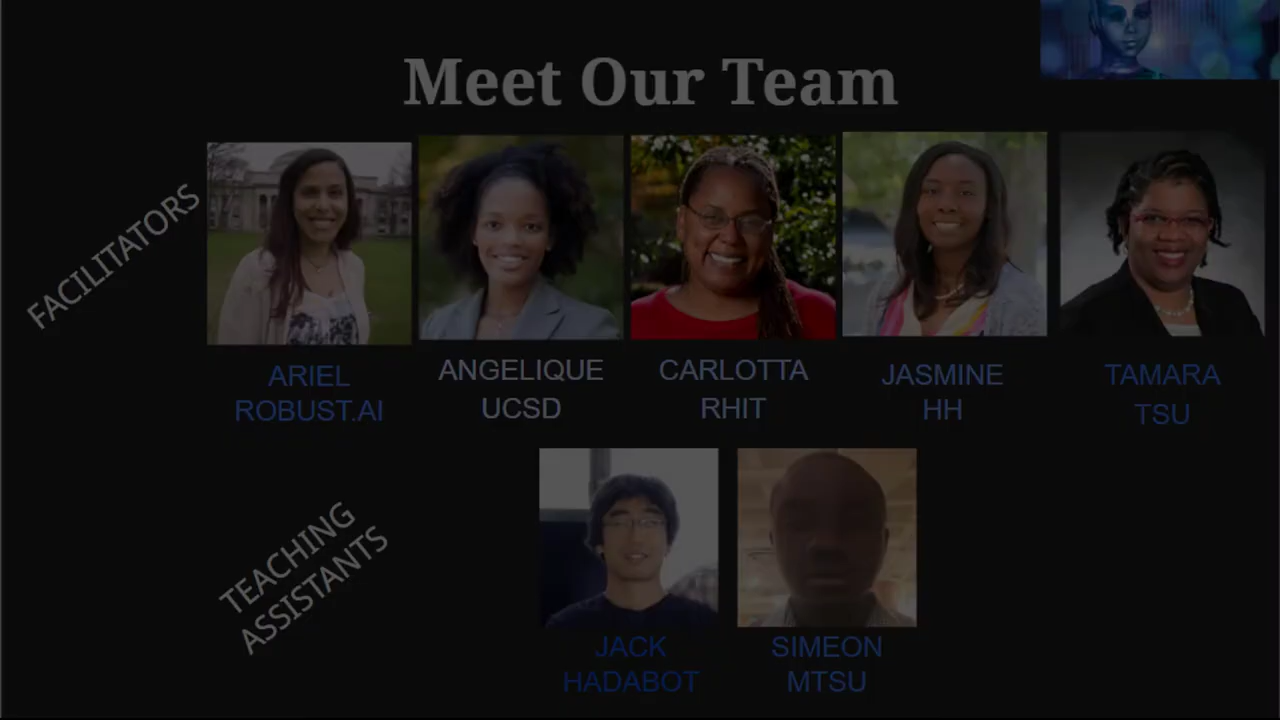 Meet Our Team
FACILITATORS
ARIEL
ROBUST.AI
ANGELIQUE
UCSD
CARLOTTA
RHIT
JASMINE
HH
TAMARA
TSU
TEACHING
ASSISTANTS
JACK
HADABOT
SIMEON
MTSU